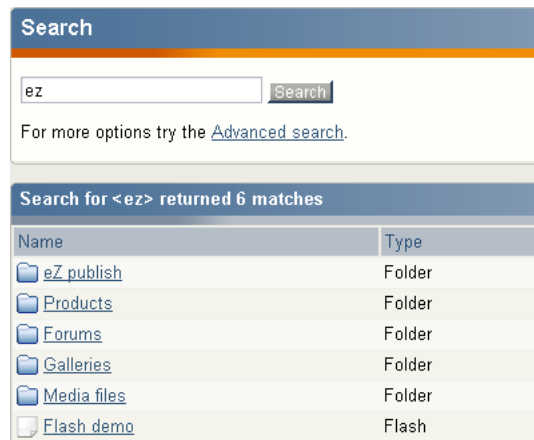 Search
ez Search
For more options try the Advanced search.
Search for <ez> returned 6 matches
Name Type
eZ publish Folder
Products Folder
Forums Folder
Galleries Folder
Media files Folder
Flash demo Flash